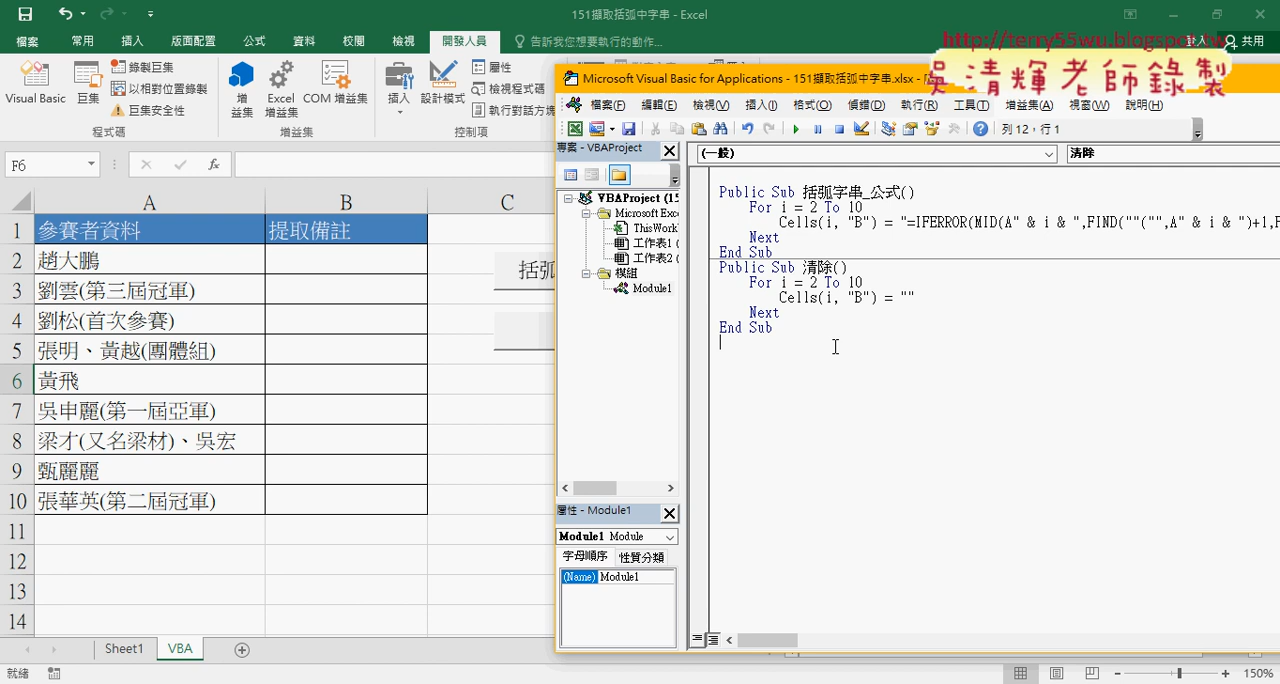 151擷取括弧中字串 - Excel
檔案 常用 插入 版面配置 公式 資料 校閱 檢視 開發人員 告訴我您想要執行的動作... 共用
http://terry55wu.blogspot.tw
吳清輝老師錄製
Visual Basic 巨集 錄製巨集 以相對位置錄製 巨集安全性 程式碼
增益集 Excel 增益集 COM 增益集 增益集
插入 設計模式 屬性 檢視程式碼 執行對話方塊 控制項
F6 fx
A B C
1 參賽者資料 提取備註
2 趙大鵬
3 劉雲(第三屆冠軍)
4 劉松(首次參賽)
5 張明、黃越(團體組)
6 黃飛
7 吳申麗(第一屆亞軍)
8 梁才(又名梁材)、吳宏
9 甄麗麗
10 張華英(第二屆冠軍)
11
12
13
14
括弧
Sheet1 VBA
就緒 150%
Microsoft Visual Basic for Applications - 151擷取括弧中字串.xlsx - [
檔案(F) 編輯(E) 檢視(V) 插入(I) 格式(O) 偵錯(D) 執行(R) 工具(T) 增益集(A) 視窗(W) 說明(H)
列 12，行 1
專案 - VBAProject
VBAProject (15
Microsoft Exc
ThisWork
工作表1 (
工作表2 (
模組
Module1
屬性 - Module1
Module1 Module
字母順序 性質分類
(Name) Module1
(一般) 清除
Public Sub 括弧字串_公式()
For i = 2 To 10
Cells(i, "B") = "=IFERROR(MID(A" & i & ",FIND(""("",A" & i & ")+1,F
Next
End Sub
Public Sub 清除()
For i = 2 To 10
Cells(i, "B") = ""
Next
End Sub